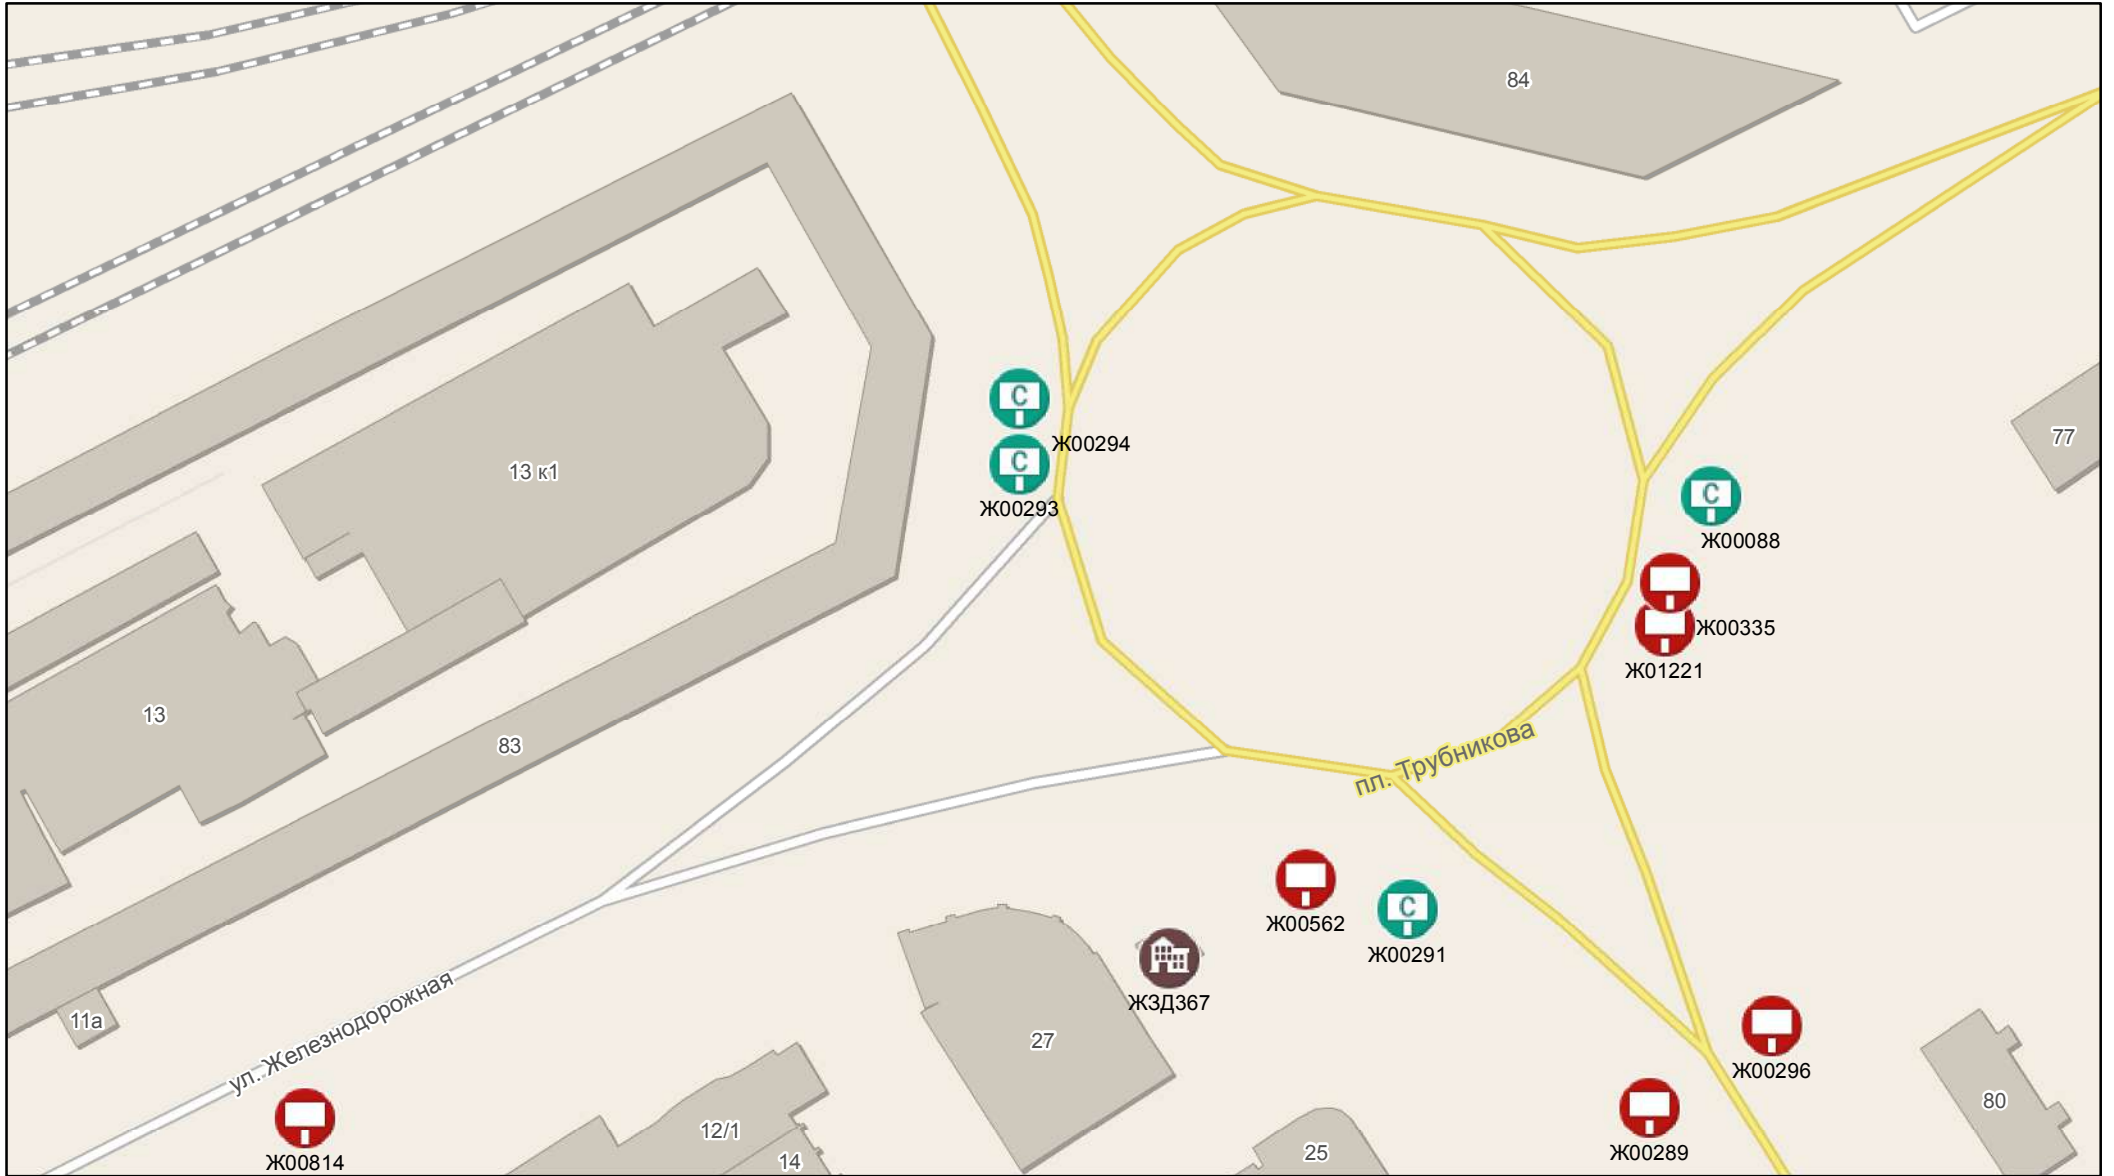 84
Ж00294
77
13 к1
С
С
С
Ж00293
Ж00088
Ж00335
Ж01221
13
83
пл. Трубникова
С
Ж00562
Ж00291
ЖЗД367
11а
ул. Железнодорожная
27
Ж00296
80
12/1
Ж00814
14
25
Ж00289